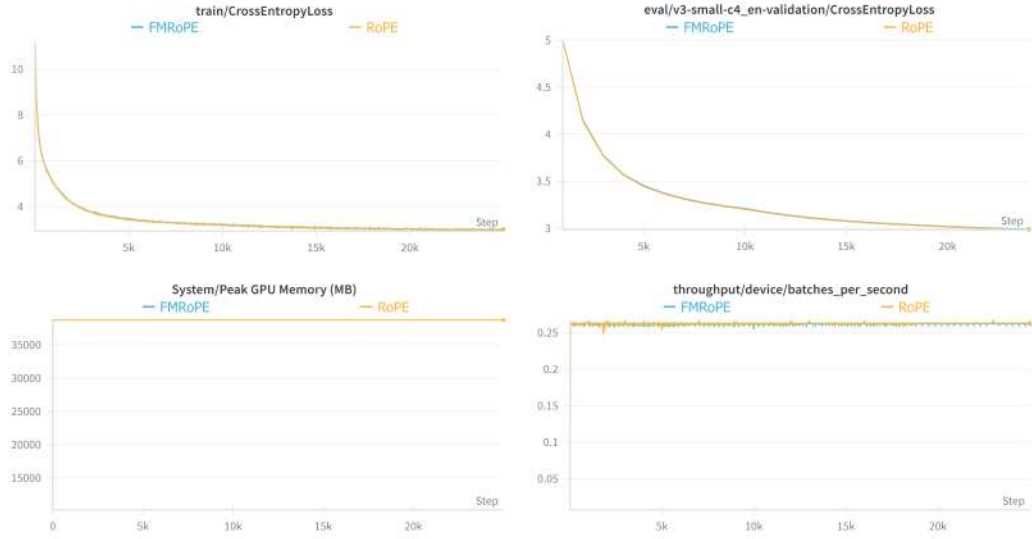 train/CrossEntropyLoss
FMRoPE RoPE
10
8
6
4
Step
5k 10k 15k 20k
eval/v3-small-c4_en-validation/CrossEntropyLoss
FMRoPE RoPE
5
4.5
4
3.5
3
Step
5k 10k 15k 20k
System/Peak GPU Memory (MB)
FMRoPE RoPE
35000
30000
25000
20000
15000
Step
0 5k 10k 15k 20k
throughput/device/batches_per_second
FMRoPE RoPE
0.25
0.2
0.15
0.1
0.05
Step
5k 10k 15k 20k